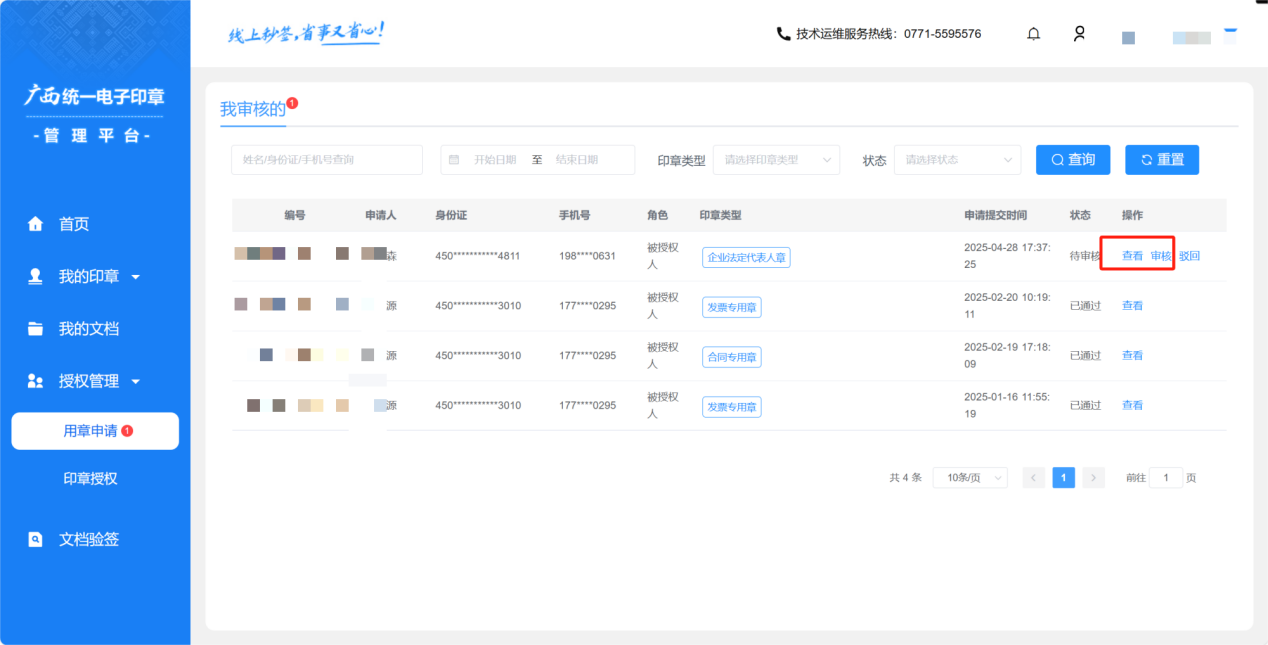 线上秒签,省事又省心!
技术运维服务热线：0771-5595576
广西统一电子印章
-管理平台-
首页
我的印章
我的文档
授权管理
用章申请 1
印章授权
文档验签
我审核的 1
姓名/身份证/手机号查询 开始日期 至 结束日期 印章类型 请选择印章类型 状态 请选择状态 查询 重置
编号 申请人 身份证 手机号 角色 印章类型 申请提交时间 状态 操作
森 450***********4811 198****0631 被授权人 企业法定代表人章 2025-04-28 17:37:25 待审核 查看 审核 驳回
源 450***********3010 177****0295 被授权人 发票专用章 2025-02-20 10:19:11 已通过 查看
源 450***********3010 177****0295 被授权人 合同专用章 2025-02-19 17:18:09 已通过 查看
源 450***********3010 177****0295 被授权人 发票专用章 2025-01-16 11:55:19 已通过 查看
共 4 条 10条/页 1 前往 1 页